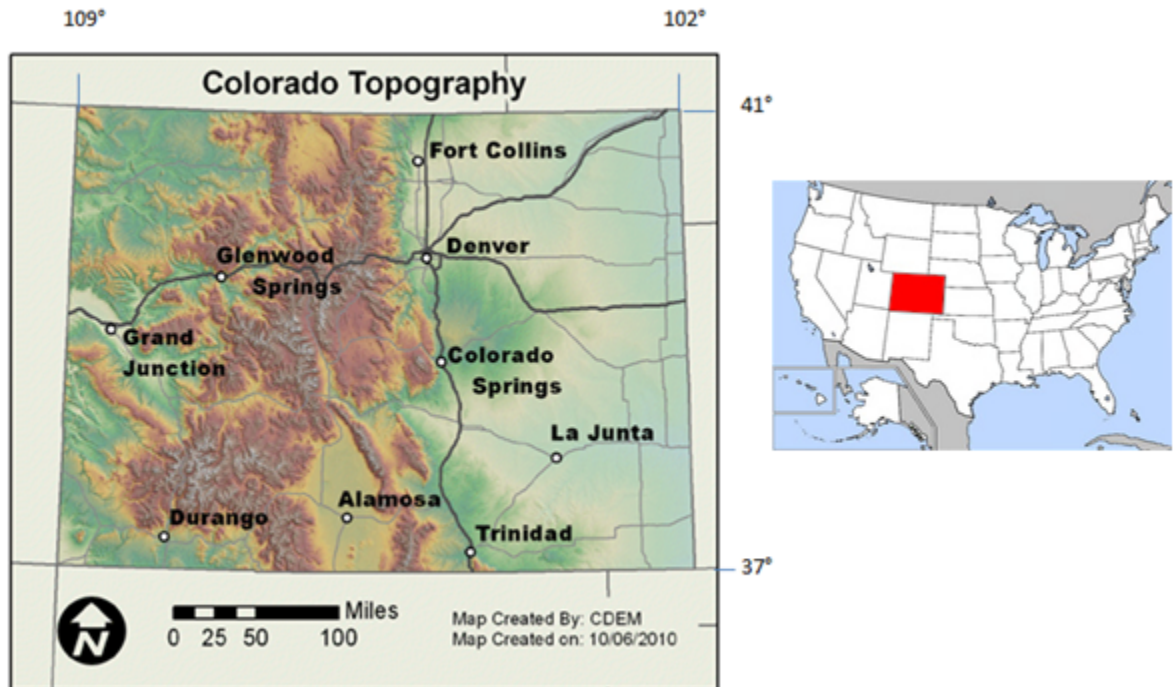 109°
102°
Colorado Topography
41°
Fort Collins
Denver
Glenwood
Springs
Grand
Junction
Colorado
Springs
La Junta
Alamosa
Durango
Trinidad
37°
N
Miles
0 25 50 100
Map Created By: CDEM
Map Created on: 10/06/2010